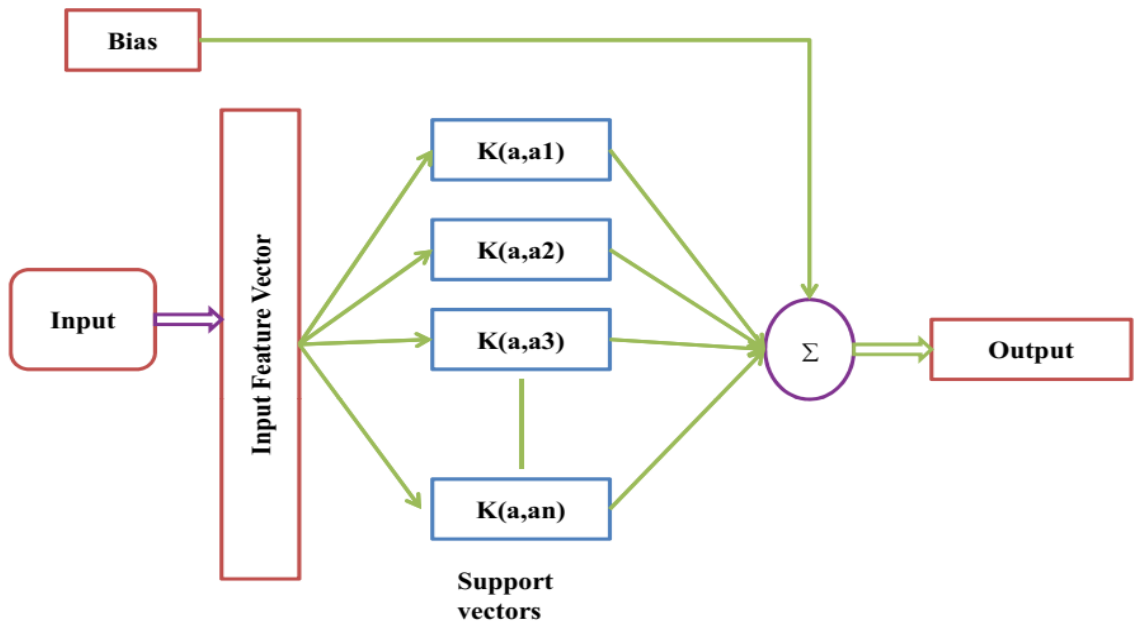 Bias
K(a,a1)
K(a,a2)
Input Feature Vector
Input
K(a,a3)
Σ
Output
K(a,an)
Support
vectors